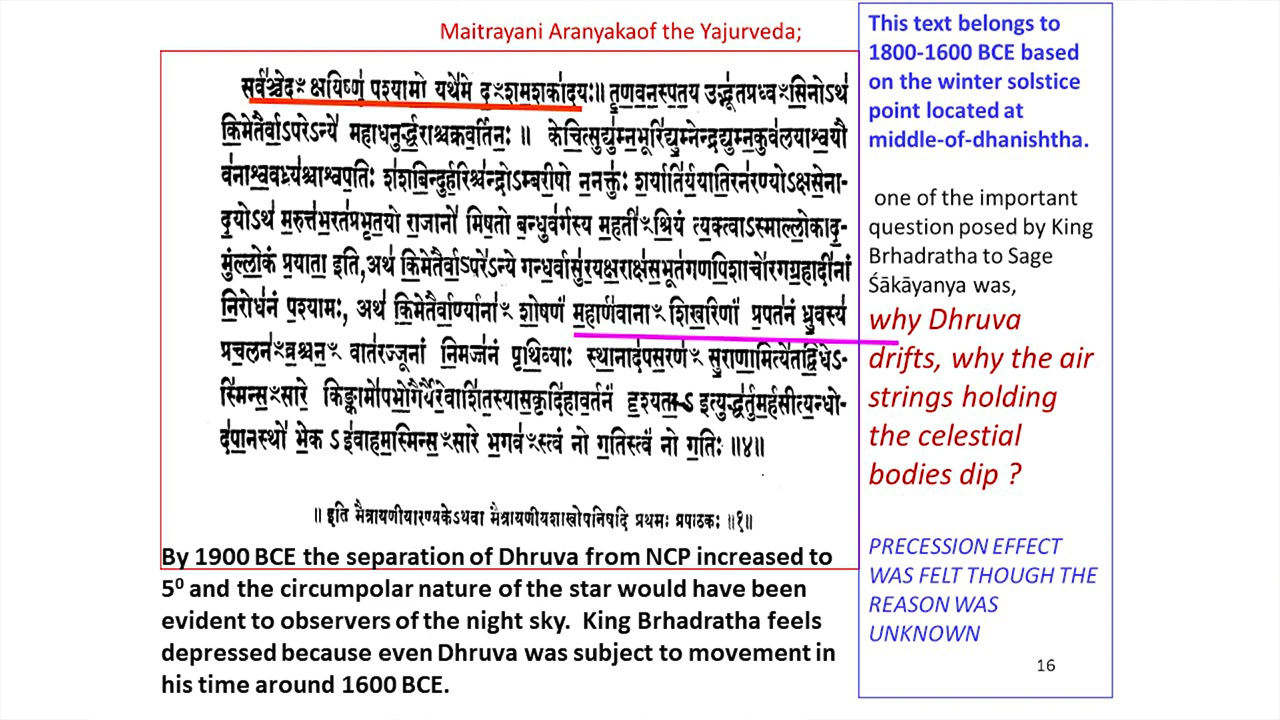 Maitrayani Aranyakaof the Yajurveda;
सर्वं॑ञ्चेदꣳ क्षयिष्णुं॑ पश्यामो यथे॑मे द॒ꣳशमशका॑दयः॥ तृणवनस्पतय उद्भू॑तप्रध्वꣳसिनोऽथ॑
किमेतैर्वाऽपरेऽन्ये॑ महाधनुर्द्धराश्चक्रवर्तिनः॒ ॥ केचित्सुद्युम्नभूरिद्युम्नेन्द्रद्युम्नकुवलयाश्वयौ
वनाश्ववध्र्यश्वाश्वपतिः शशबिन्दुर्हरिश्चन्द्रोऽम्बरीषो ननक्तुः शर्यातिर्ययातिरनरण्योऽक्षसेना-
दयोऽथ॑ मरुत्तभरतप्रभृतयो राजानो॑ मिषतो बन्धुवर्गस्य महतीꣳश्रियं त्यक्त्वाऽस्माल्लोकाद-
मुंल्लोकं प्रयाता इति,अथ किमेतैर्वाऽपरेऽन्ये गन्धर्वासुरयक्षराक्षसभूतगणपिशाचोरगग्रहादीनां
निरोधनं पश्यामः, अथ किमेतैर्वाण्यानाꣳ शोषणं महार्णवानाꣳ शिखरिणां प्रपतनं ध्रुवस्य
प्रचलनꣳव्रश्चनꣳ वातरज्जूनां निमज्जनं पृथिव्याः स्थानादपसरणꣳ सुराणामित्येतद्विधेऽ-
स्मिन्सꣳसारे किङ्कामोपभोगैर्यैरेवाशितस्यासकृदिहावर्तनं दृश्यत ऽ इत्युद्धर्तुमर्हसीत्यन्धो-
दपानस्थो भेक ऽ इवाहमस्मिन्सꣳसारे भगवꣳस्त्वं नो गतिस्त्वं नो गतिः ॥४॥
॥ इति मैत्रायणीयारण्यकेऽथवा मैत्रायणीयशाखोपनिषदि प्रथमः प्रपाठकः ॥१॥
By 1900 BCE the separation of Dhruva from NCP increased to
5⁰ and the circumpolar nature of the star would have been
evident to observers of the night sky. King Brhadratha feels
depressed because even Dhruva was subject to movement in
his time around 1600 BCE.
This text belongs to
1800-1600 BCE based
on the winter solstice
point located at
middle-of-dhanishtha.
one of the important
question posed by King
Brhadratha to Sage
Śākāyanya was,
why Dhruva
drifts, why the air
strings holding
the celestial
bodies dip ?
PRECESSION EFFECT
WAS FELT THOUGH THE
REASON WAS
UNKNOWN
16